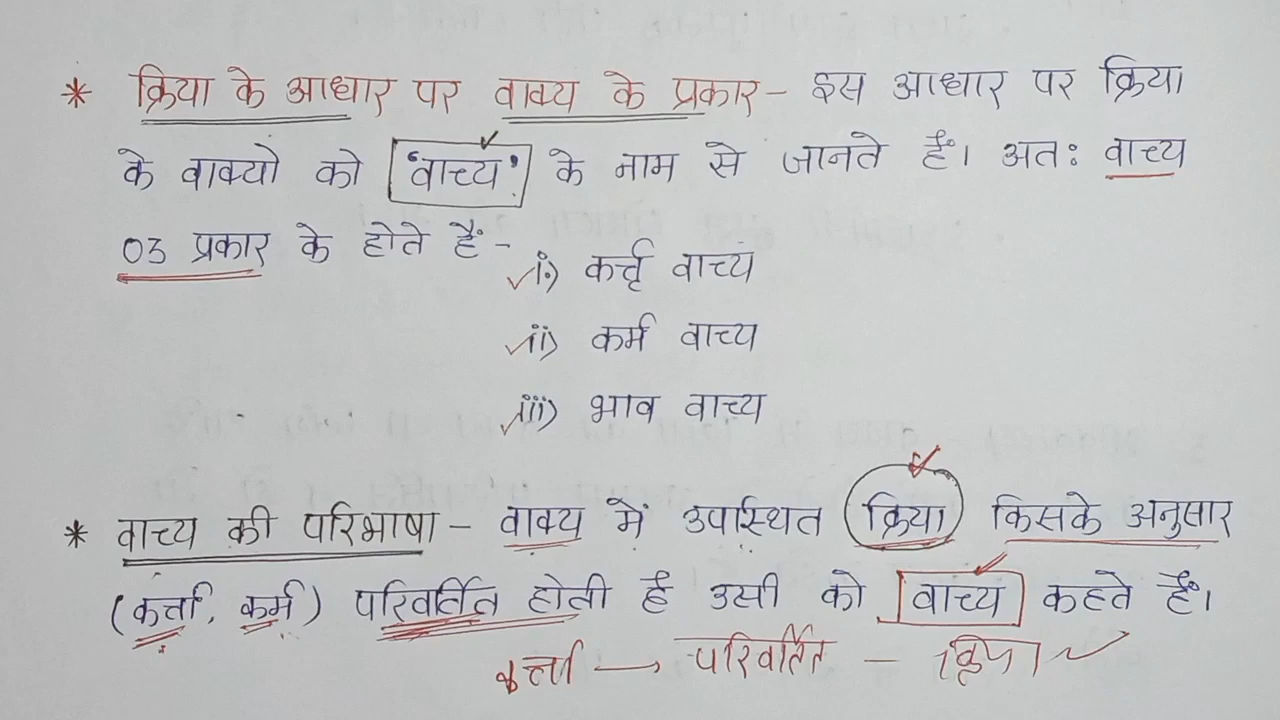 * क्रिया के आधार पर वाक्य के प्रकार - इस आधार पर क्रिया
के वाक्यो को 'वाच्य' के नाम से जानते हैं। अतः वाच्य
03 प्रकार के होते हैं -
i) कर्त्तृ वाच्य
ii) कर्म वाच्य
iii) भाव वाच्य
* वाच्य की परिभाषा - वाक्य में उपस्थित क्रिया किसके अनुसार
(कर्त्ता, कर्म) परिवर्तित होती है उसी को वाच्य कहते हैं।
कर्त्ता → परिवर्तित - क्रिया